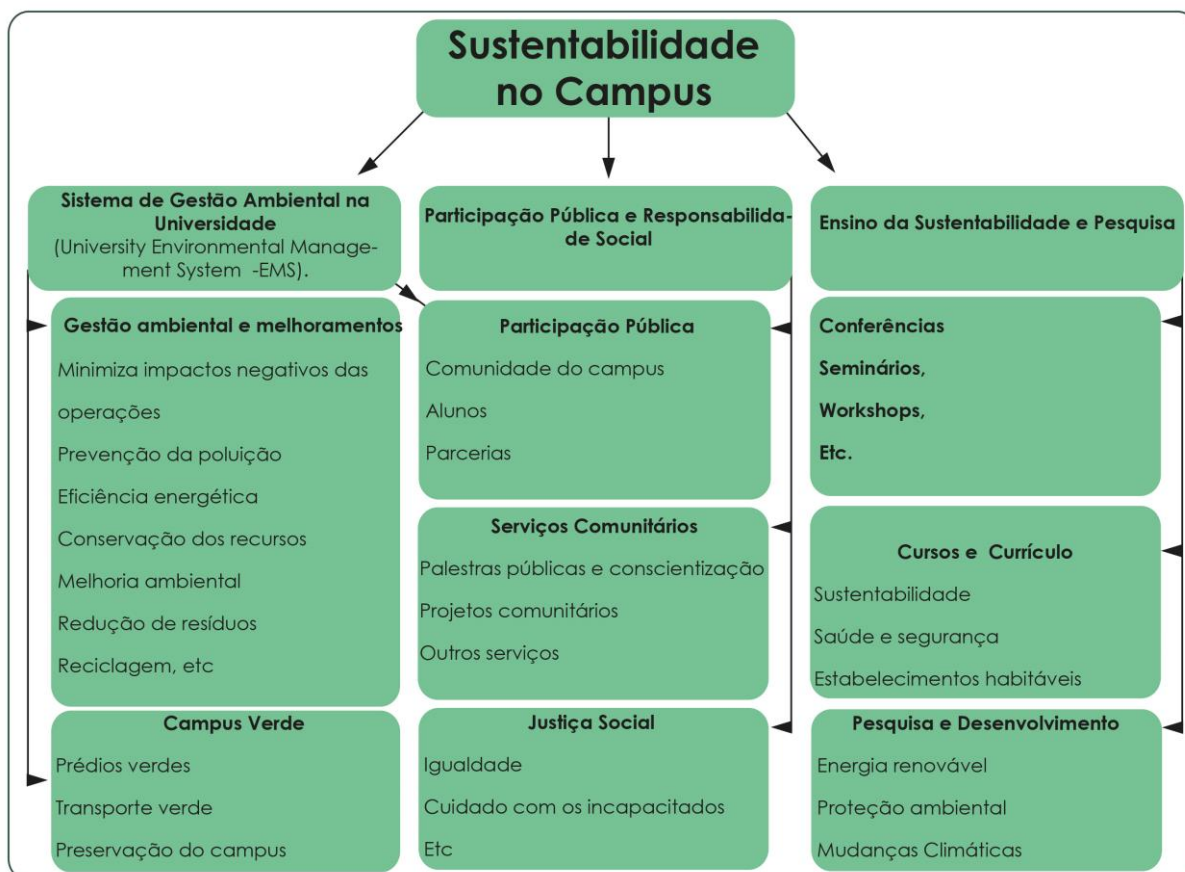 Sustentabilidade
no Campus
Sistema de Gestão Ambiental na
Universidade
(University Environmental Manage-
ment System -EMS).
Participação Pública e Responsabilida-
de Social
Ensino da Sustentabilidade e Pesquisa
Gestão ambiental e melhoramentos
Minimiza impactos negativos das
operações
Prevenção da poluição
Eficiência energética
Conservação dos recursos
Melhoria ambiental
Redução de resíduos
Reciclagem, etc
Campus Verde
Prédios verdes
Transporte verde
Preservação do campus
Participação Pública
Comunidade do campus
Alunos
Parcerias
Serviços Comunitários
Palestras públicas e conscientização
Projetos comunitários
Outros serviços
Justiça Social
Igualdade
Cuidado com os incapacitados
Etc
Conferências
Seminários,
Workshops,
Etc.
Cursos e Currículo
Sustentabilidade
Saúde e segurança
Estabelecimentos habitáveis
Pesquisa e Desenvolvimento
Energia renovável
Proteção ambiental
Mudanças Climáticas